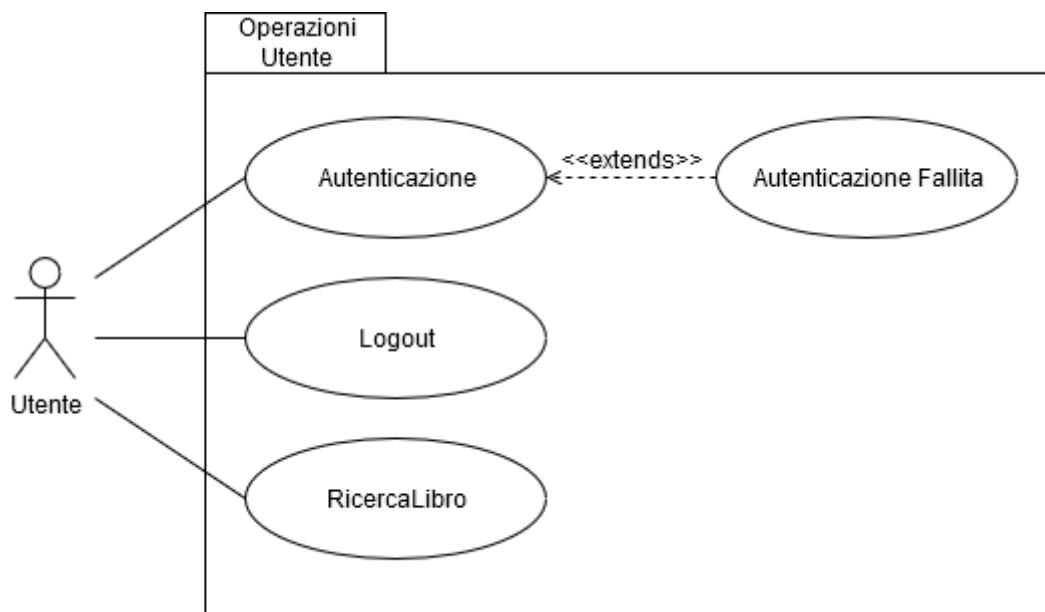 Operazioni
Utente
Autenticazione
<<extends>>
Autenticazione Fallita
Logout
Utente
RicercaLibro